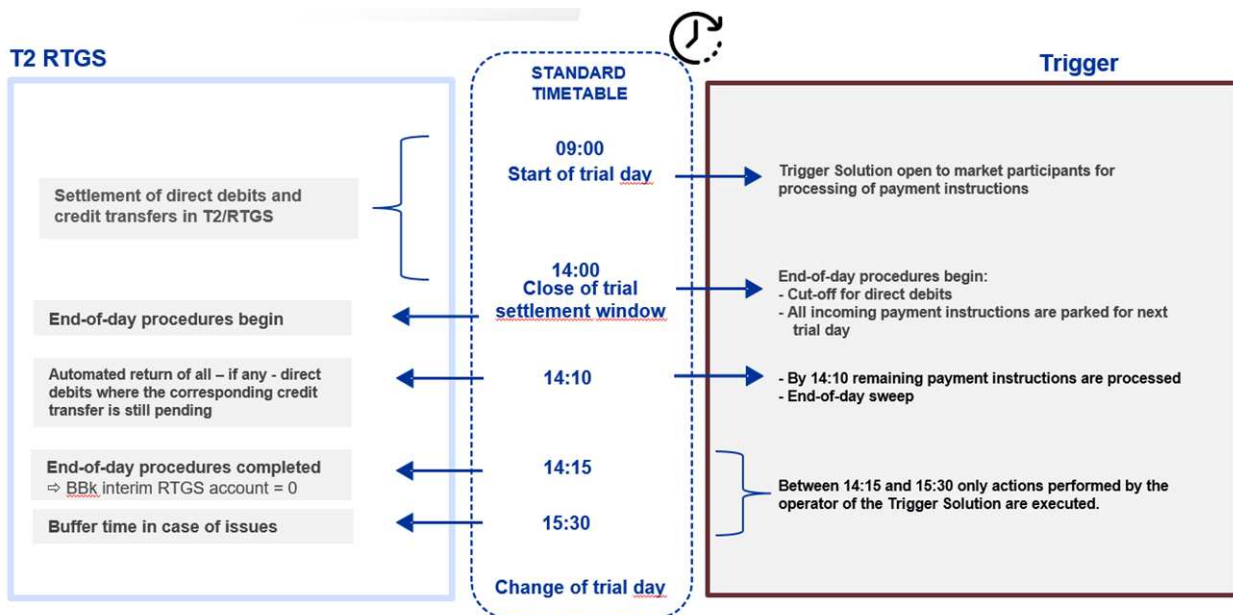 T2 RTGS
Settlement of direct debits and
credit transfers in T2/RTGS
End-of-day procedures begin
Automated return of all – if any - direct
debits where the corresponding credit
transfer is still pending
End-of-day procedures completed
⇨ BBk interim RTGS account = 0
Buffer time in case of issues
STANDARD
TIMETABLE
09:00
Start of trial day
14:00
Close of trial
settlement window
14:10
14:15
15:30
Change of trial day
Trigger
Trigger Solution open to market participants for
processing of payment instructions
End-of-day procedures begin:
- Cut-off for direct debits
- All incoming payment instructions are parked for next
trial day
- By 14:10 remaining payment instructions are processed
- End-of-day sweep
Between 14:15 and 15:30 only actions performed by the
operator of the Trigger Solution are executed.